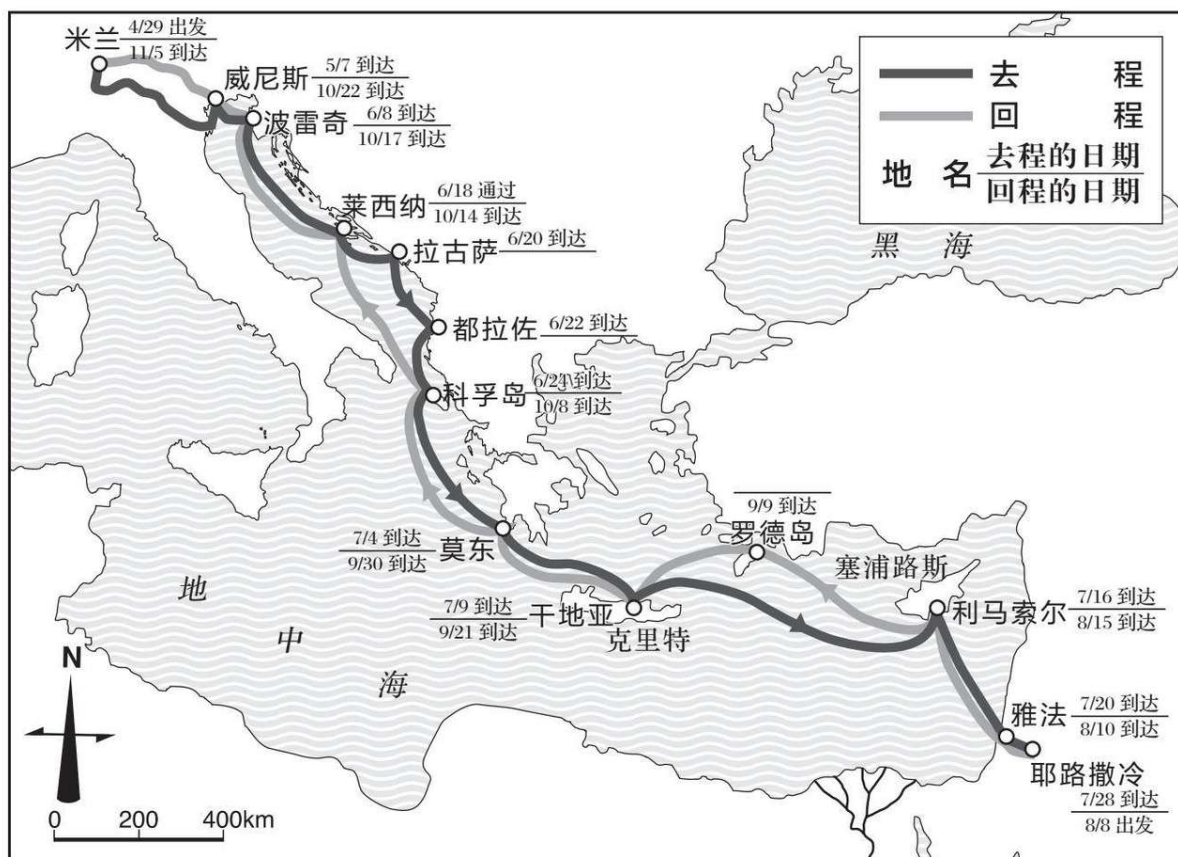 米兰
4/29 出发
11/5 到达
威尼斯
5/7 到达
10/22 到达
波雷奇
6/8 到达
10/17 到达
莱西纳
6/18 通过
10/14 到达
拉古萨
6/20 到达
都拉佐
6/22 到达
科孚岛
6/24 到达
10/8 到达
7/4 到达
9/30 到达
莫东
7/9 到达
9/21 到达
干地亚
克里特
9/9 到达
罗德岛
塞浦路斯
利马索尔
7/16 到达
8/15 到达
雅法
7/20 到达
8/10 到达
耶路撒冷
7/28 到达
8/8 出发
去 程
回 程
地 名
去程的日期
回程的日期
黑 海
地 中 海
N
0 200 400km